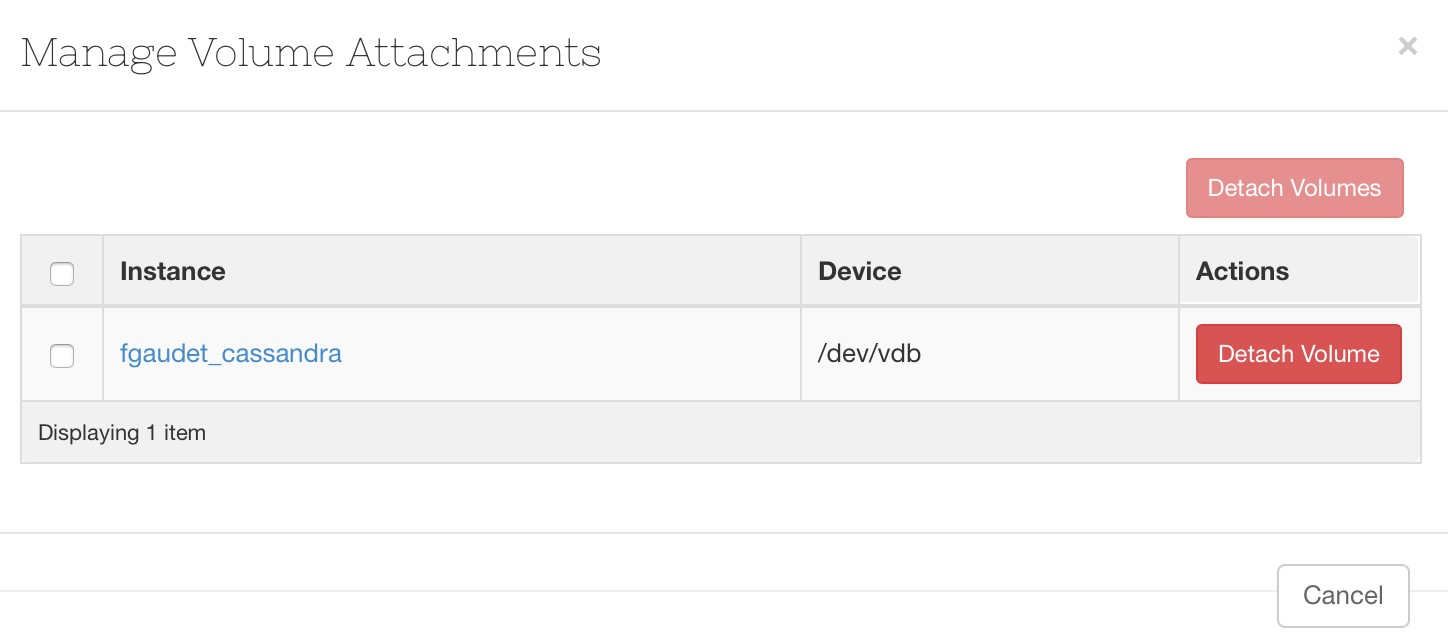 Manage Volume Attachments
×
Detach Volumes
Instance Device Actions
fgaudet_cassandra /dev/vdb Detach Volume
Displaying 1 item
Cancel